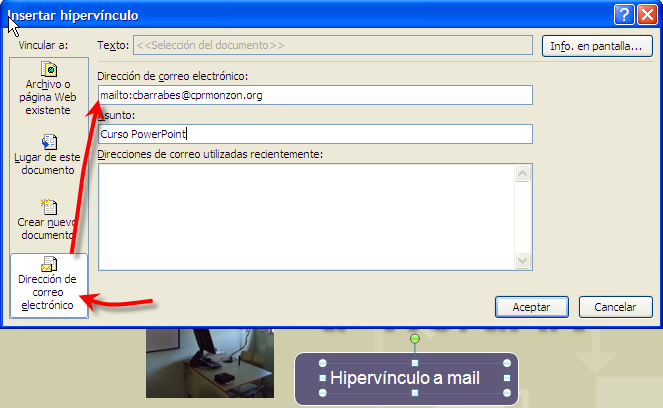 Insertar hipervínculo
Vincular a:
Texto:
<<Selección del documento>>
Info. en pantalla...
Archivo o
página Web
existente
Lugar de este
documento
Crear nuevo
documento
Dirección de
correo
electrónico
Dirección de correo electrónico:
mailto:cbarrabes@cprmonzon.org
Asunto:
Curso PowerPoint
Direcciones de correo utilizadas recientemente:
Aceptar
Cancelar
Hipervínculo a mail